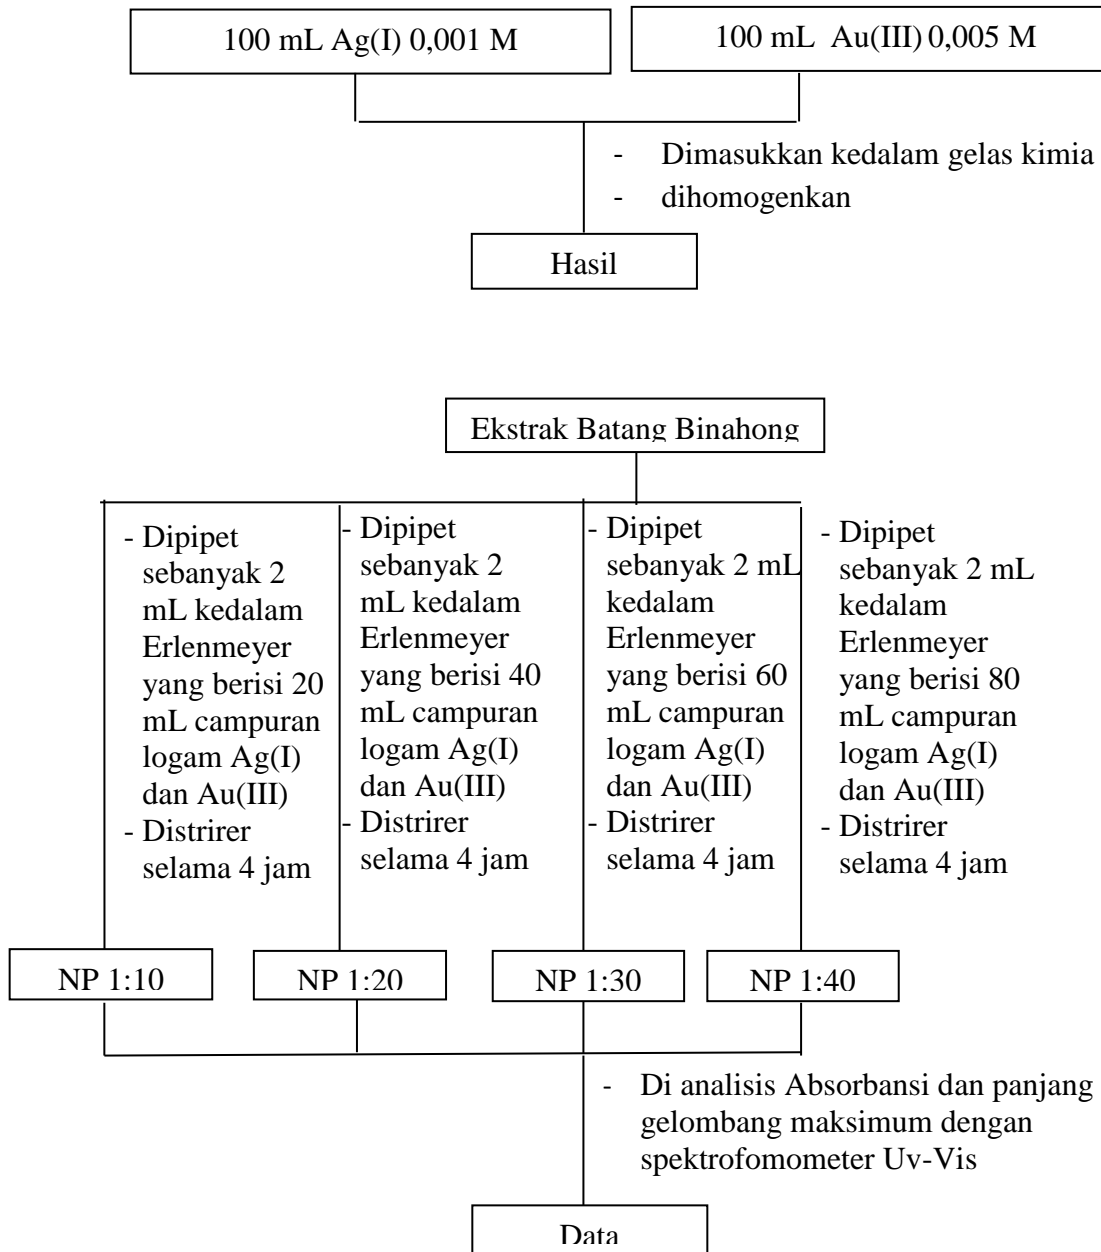 100 mL Ag(I) 0,001 M
100 mL Au(III) 0,005 M
- Dimasukkan kedalam gelas kimia
- dihomogenkan
Hasil
Ekstrak Batang Binahong
- Dipipet
sebanyak 2
mL kedalam
Erlenmeyer
yang berisi 20
mL campuran
logam Ag(I)
dan Au(III)
- Distrirer
selama 4 jam
- Dipipet
sebanyak 2
mL kedalam
Erlenmeyer
yang berisi 40
mL campuran
logam Ag(I)
dan Au(III)
- Distrirer
selama 4 jam
- Dipipet
sebanyak 2 mL
kedalam
Erlenmeyer
yang berisi 60
mL campuran
logam Ag(I)
dan Au(III)
- Distrirer
selama 4 jam
- Dipipet
sebanyak 2 mL
kedalam
Erlenmeyer
yang berisi 80
mL campuran
logam Ag(I)
dan Au(III)
- Distrirer
selama 4 jam
NP 1:10
NP 1:20
NP 1:30
NP 1:40
- Di analisis Absorbansi dan panjang
gelombang maksimum dengan
spektrofomometer Uv-Vis
Data